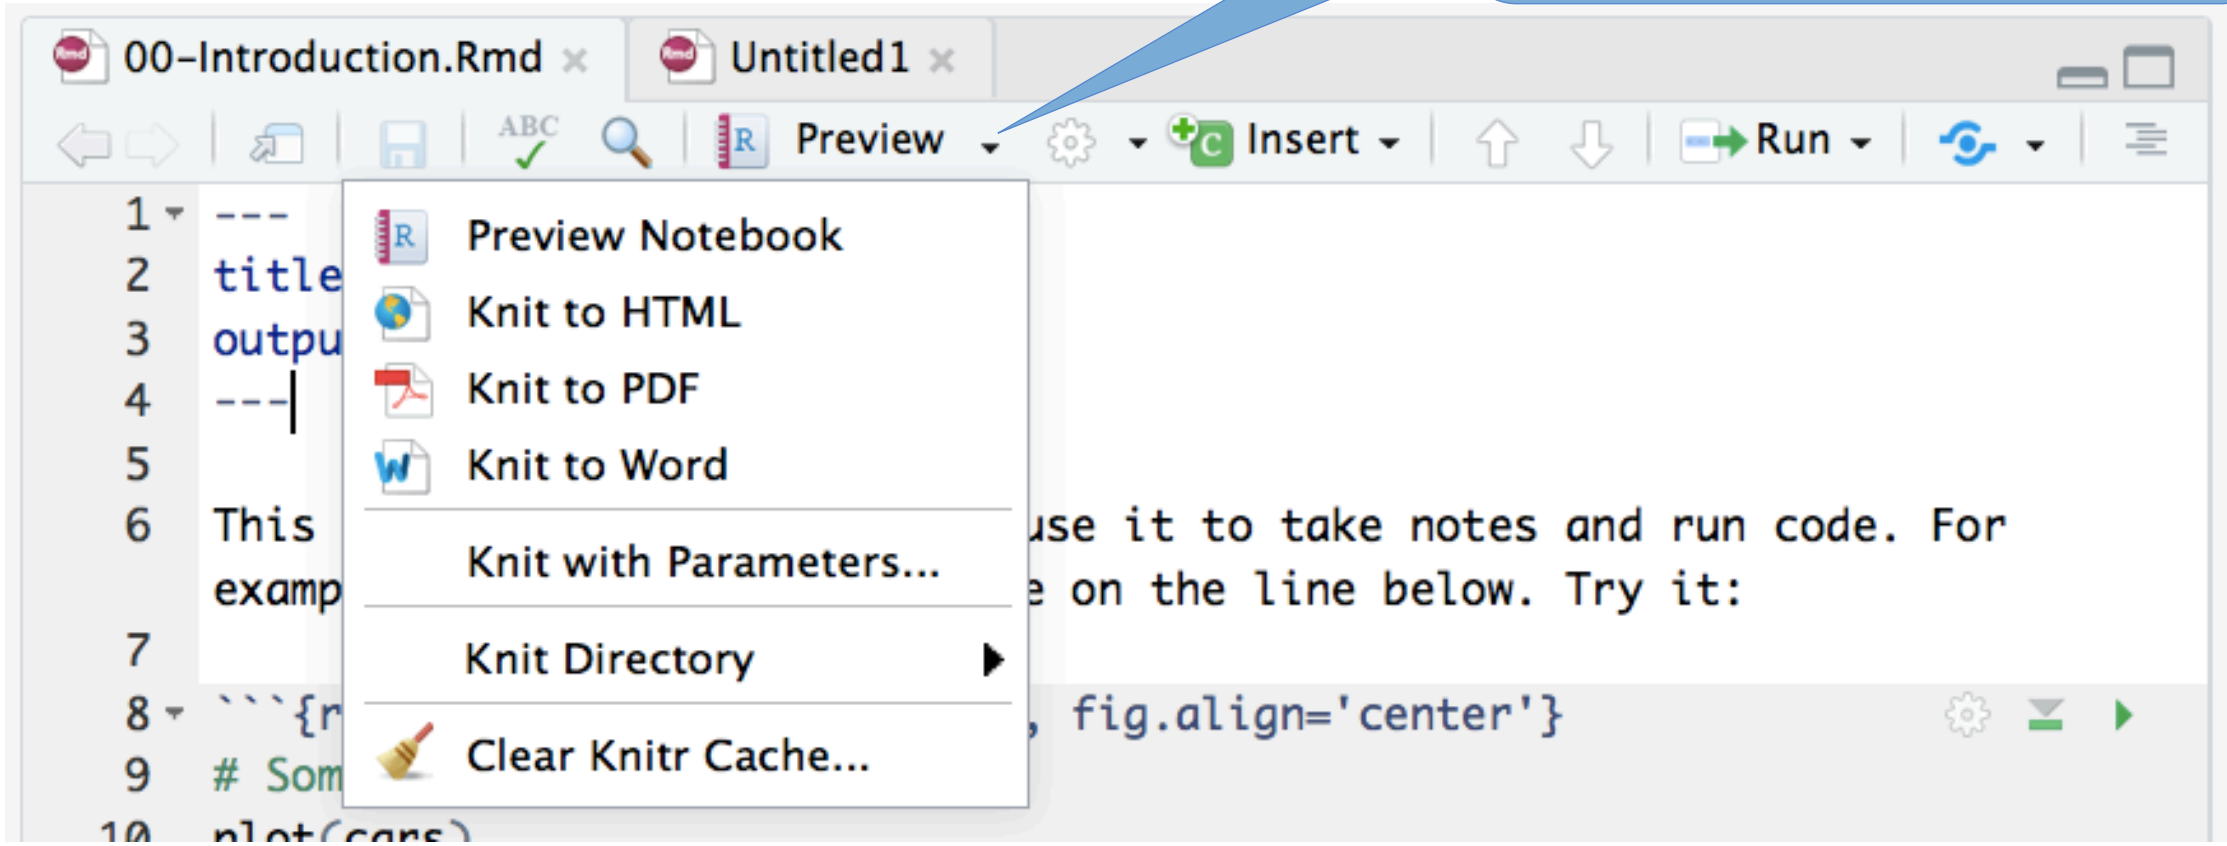 00-Introduction.Rmd Untitled1
ABC Preview Insert Run
1 ---
2 title
3 outpu
4 ---
5
6 This use it to take notes and run code. For
examp e on the line below. Try it:
7
8 ```{r , fig.align='center'}
9 # Som
10 plot(cars)
Preview Notebook
Knit to HTML
Knit to PDF
Knit to Word
Knit with Parameters...
Knit Directory
Clear Knitr Cache...